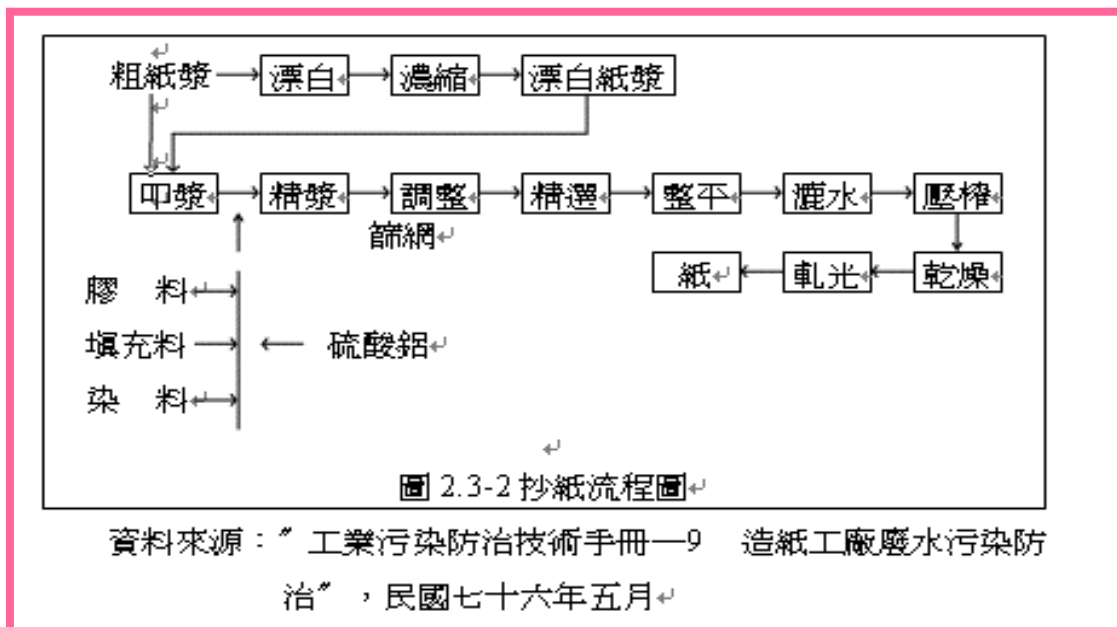 粗紙漿 漂白 濃縮 漂白紙漿
叩漿 精漿 調整 精選 整平 漉水 壓榨
篩網
紙 軋光 乾燥
膠 料
填充料 硫酸鋁
染 料
圖 2.3-2 抄紙流程圖
資料來源：〞工業污染防治技術手冊—9 造紙工廠廢水污染防
治〞，民國七十六年五月